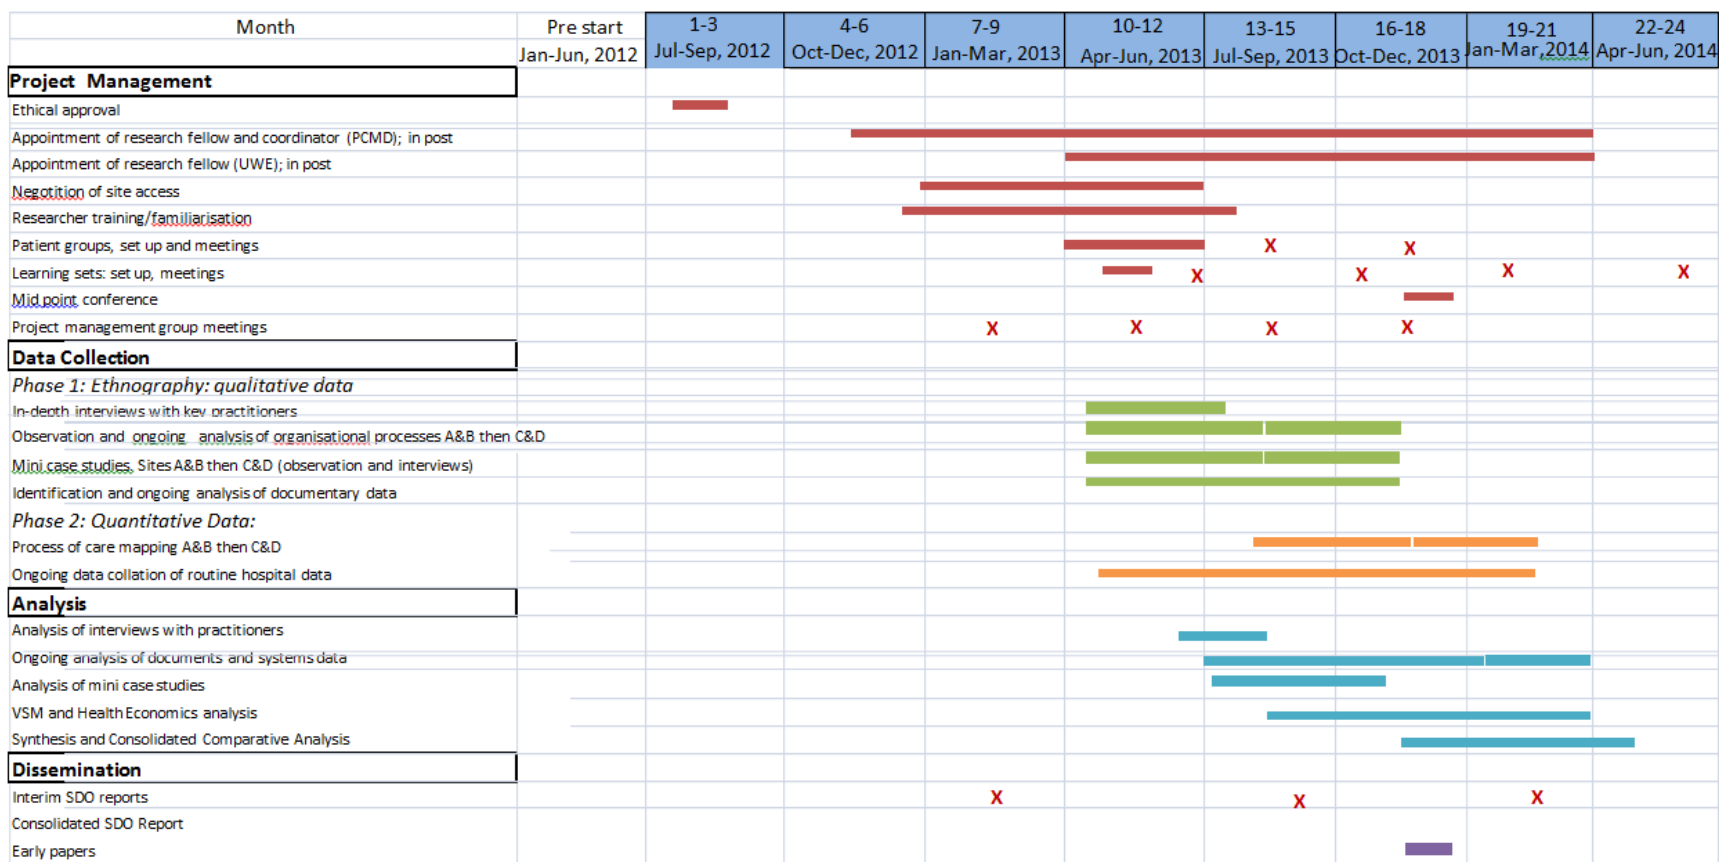 Month Pre start 1-3 4-6 7-9 10-12 13-15 16-18 19-21 22-24
Jan-Jun, 2012 Jul-Sep, 2012 Oct-Dec, 2012 Jan-Mar, 2013 Apr-Jun, 2013 Jul-Sep, 2013 Oct-Dec, 2013 Jan-Mar,2014 Apr-Jun, 2014
Project Management
Ethical approval
Appointment of research fellow and coordinator (PCMD); in post
Appointment of research fellow (UWE); in post
Negotition of site access
Researcher training/familiarisation
Patient groups, set up and meetings X X
Learning sets: set up, meetings X X X X
Mid point conference
Project management group meetings X X X X
Data Collection
Phase 1: Ethnography: qualitative data
In-depth interviews with key practitioners
Observation and ongoing analysis of organisational processes A&B then C&D
Mini case studies, Sites A&B then C&D (observation and interviews)
Identification and ongoing analysis of documentary data
Phase 2: Quantitative Data:
Process of care mapping A&B then C&D
Ongoing data collation of routine hospital data
Analysis
Analysis of interviews with practitioners
Ongoing analysis of documents and systems data
Analysis of mini case studies
VSM and Health Economics analysis
Synthesis and Consolidated Comparative Analysis
Dissemination
Interim SDO reports X X X
Consolidated SDO Report
Early papers